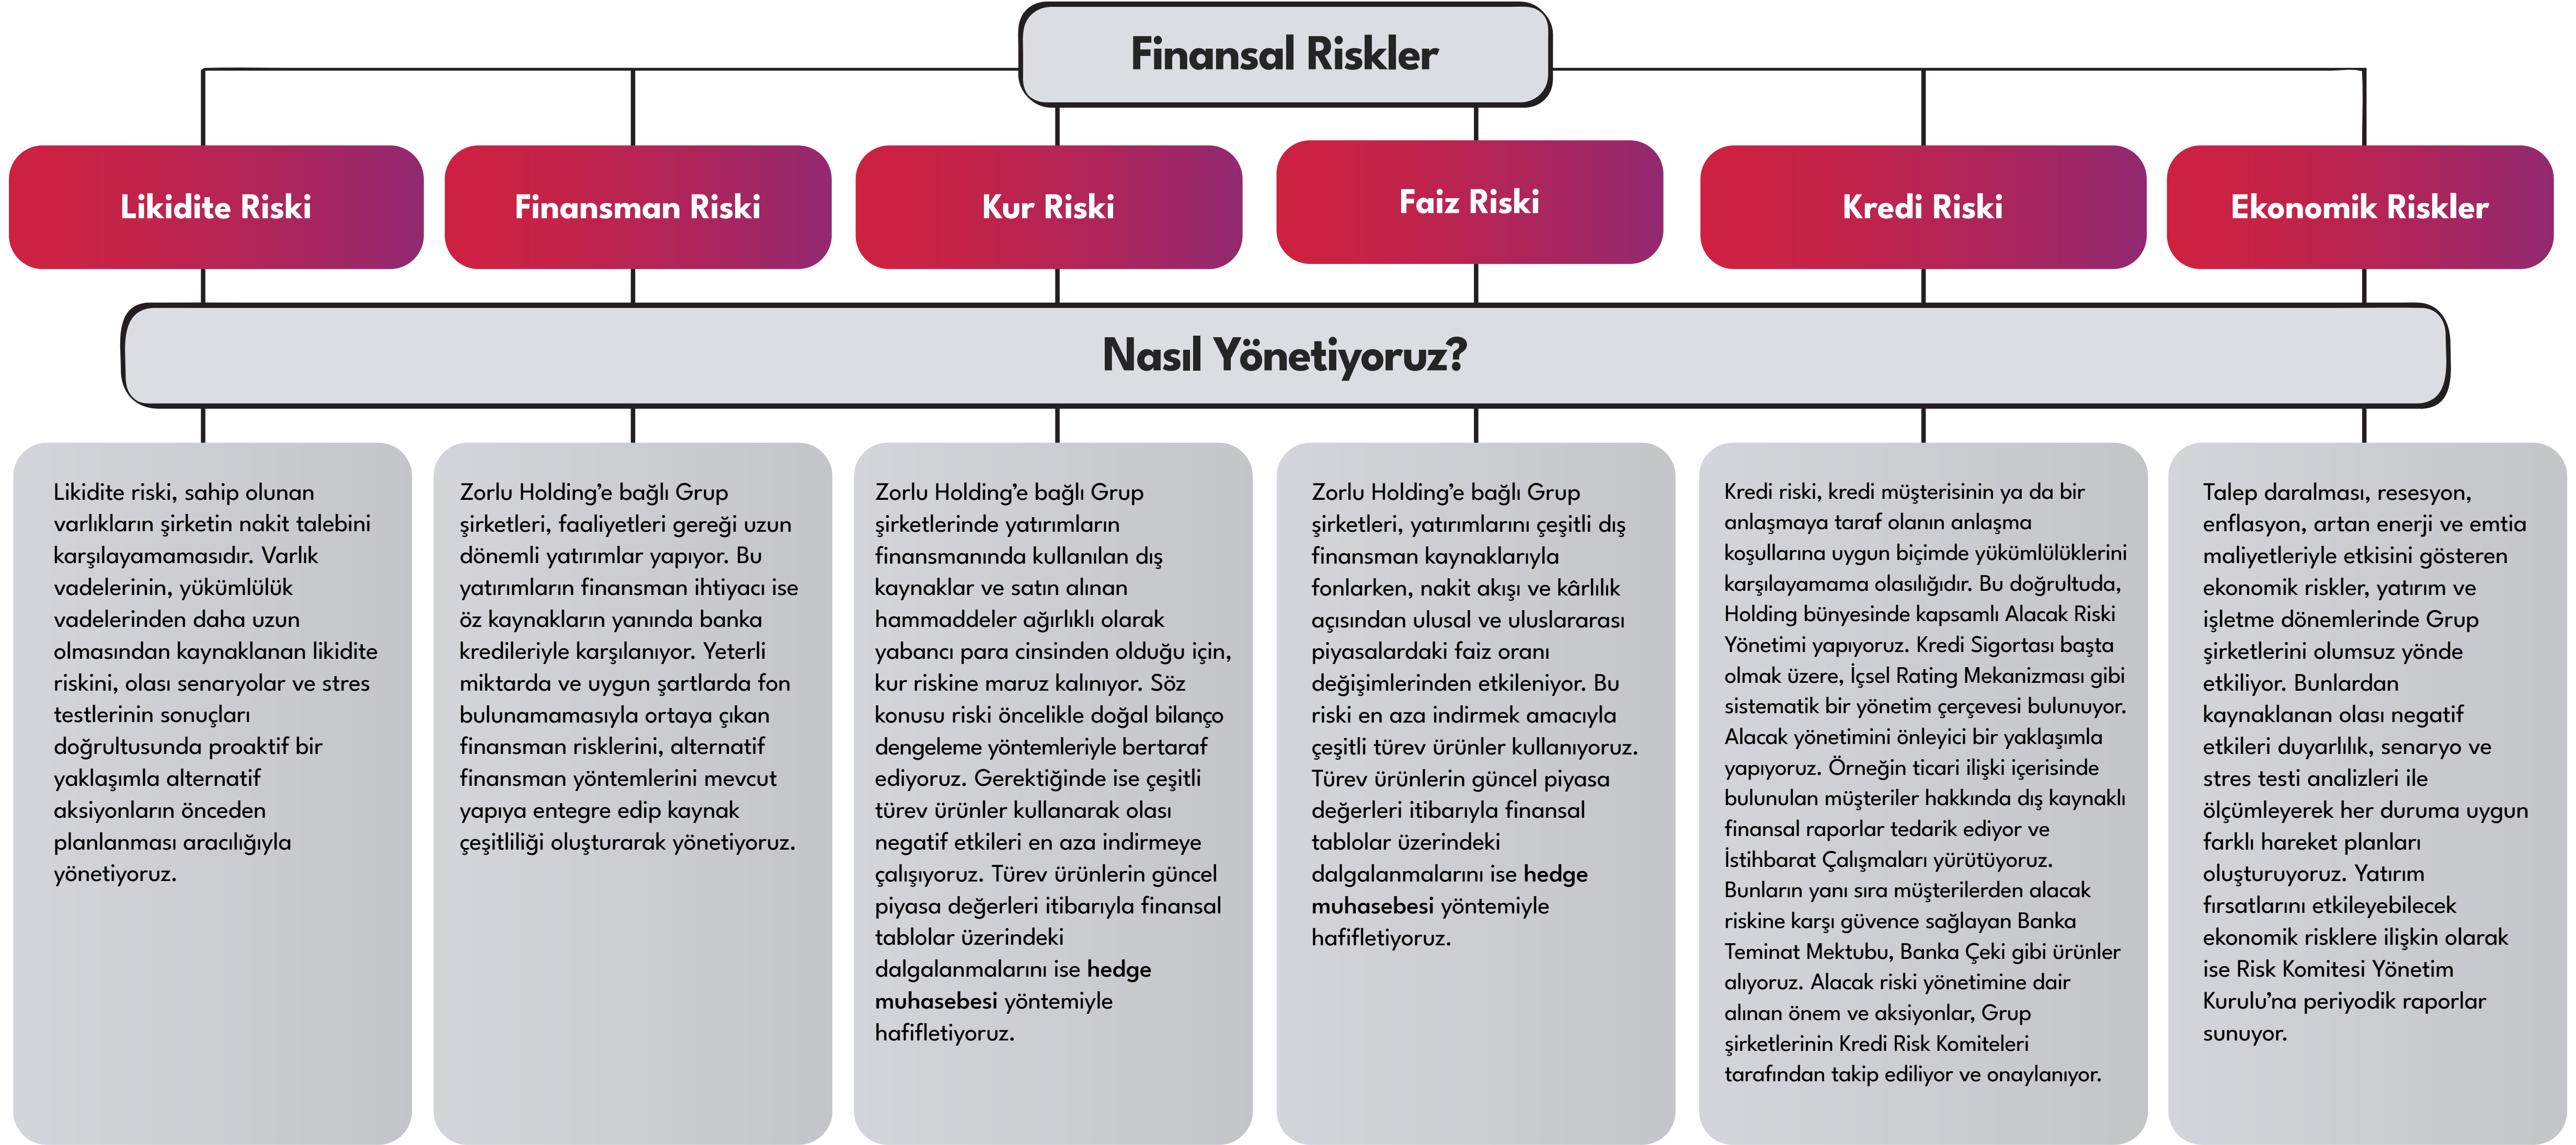 Finansal Riskler
Likidite Riski
Finansman Riski
Kur Riski
Faiz Riski
Kredi Riski
Ekonomik Riskler
Nasıl Yönetiyoruz?
Likidite riski, sahip olunan
varlıkların şirketin nakit talebini
karşılayamamasıdır. Varlık
vadelerinin, yükümlülük
vadelerinden daha uzun
olmasından kaynaklanan likidite
riskini, olası senaryolar ve stres
testlerinin sonuçları
doğrultusunda proaktif bir
yaklaşımla alternatif
aksiyonların önceden
planlanması aracılığıyla
yönetiyoruz.
Zorlu Holding’e bağlı Grup
şirketleri, faaliyetleri gereği uzun
dönemli yatırımlar yapıyor. Bu
yatırımların finansman ihtiyacı ise
öz kaynakların yanında banka
kredileriyle karşılanıyor. Yeterli
miktarda ve uygun şartlarda fon
bulunamamasıyla ortaya çıkan
finansman risklerini, alternatif
finansman yöntemlerini mevcut
yapıya entegre edip kaynak
çeşitliliği oluşturarak yönetiyoruz.
Zorlu Holding’e bağlı Grup
şirketlerinde yatırımların
finansmanında kullanılan dış
kaynaklar ve satın alınan
hammaddeler ağırlıklı olarak
yabancı para cinsinden olduğu için,
kur riskine maruz kalınıyor. Söz
konusu riski öncelikle doğal bilanço
dengeleme yöntemleriyle bertaraf
ediyoruz. Gerektiğinde ise çeşitli
türev ürünler kullanarak olası
negatif etkileri en aza indirmeye
çalışıyoruz. Türev ürünlerin güncel
piyasa değerleri itibarıyla finansal
tablolar üzerindeki
dalgalanmalarını ise hedge
muhasebesi yöntemiyle
hafifletiyoruz.
Zorlu Holding’e bağlı Grup
şirketleri, yatırımlarını çeşitli dış
finansman kaynaklarıyla
fonlarken, nakit akışı ve kârlılık
açısından ulusal ve uluslararası
piyasalardaki faiz oranı
değişimlerinden etkileniyor. Bu
riski en aza indirmek amacıyla
çeşitli türev ürünler kullanıyoruz.
Türev ürünlerin güncel piyasa
değerleri itibarıyla finansal
tablolar üzerindeki
dalgalanmalarını ise hedge
muhasebesi yöntemiyle
hafifletiyoruz.
Kredi riski, kredi müşterisinin ya da bir
anlaşmaya taraf olanın anlaşma
koşullarına uygun biçimde yükümlülüklerini
karşılayamama olasılığıdır. Bu doğrultuda,
Holding bünyesinde kapsamlı Alacak Riski
Yönetimi yapıyoruz. Kredi Sigortası başta
olmak üzere, İçsel Rating Mekanizması gibi
sistematik bir yönetim çerçevesi bulunuyor.
Alacak yönetimini önleyici bir yaklaşımla
yapıyoruz. Örneğin ticari ilişki içerisinde
bulunulan müşteriler hakkında dış kaynaklı
finansal raporlar tedarik ediyor ve
İstihbarat Çalışmaları yürütüyoruz.
Bunların yanı sıra müşterilerden alacak
riskine karşı güvence sağlayan Banka
Teminat Mektubu, Banka Çeki gibi ürünler
alıyoruz. Alacak riski yönetimine dair
alınan önem ve aksiyonlar, Grup
şirketlerinin Kredi Risk Komiteleri
tarafından takip ediliyor ve onaylanıyor.
Talep daralması, resesyon,
enflasyon, artan enerji ve emtia
maliyetleriyle etkisini gösteren
ekonomik riskler, yatırım ve
işletme dönemlerinde Grup
şirketlerini olumsuz yönde
etkiliyor. Bunlardan
kaynaklanan olası negatif
etkileri duyarlılık, senaryo ve
stres testi analizleri ile
ölçümleyerek her duruma uygun
farklı hareket planları
oluşturuyoruz. Yatırım
fırsatlarını etkileyebilecek
ekonomik risklere ilişkin olarak
ise Risk Komitesi Yönetim
Kurulu’na periyodik raporlar
sunuyor.